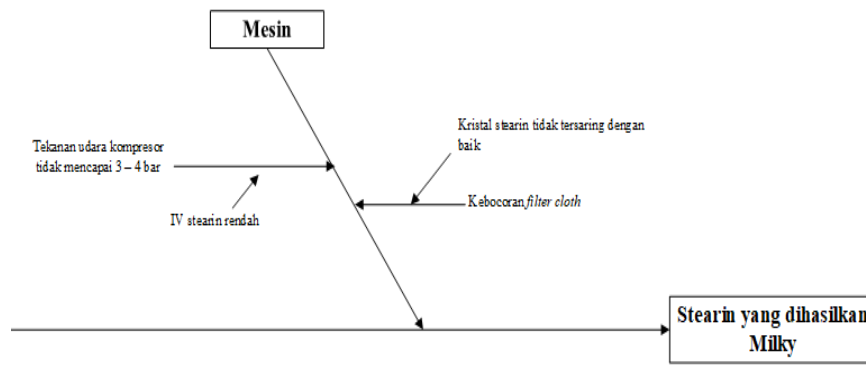 Mesin
Kristal stearin tidak tersaring dengan
baik
Tekanan udara kompresor
tidak mencapai 3 – 4 bar
Kebocoran filter cloth
IV stearin rendah
Stearin yang dihasilkan
Milky